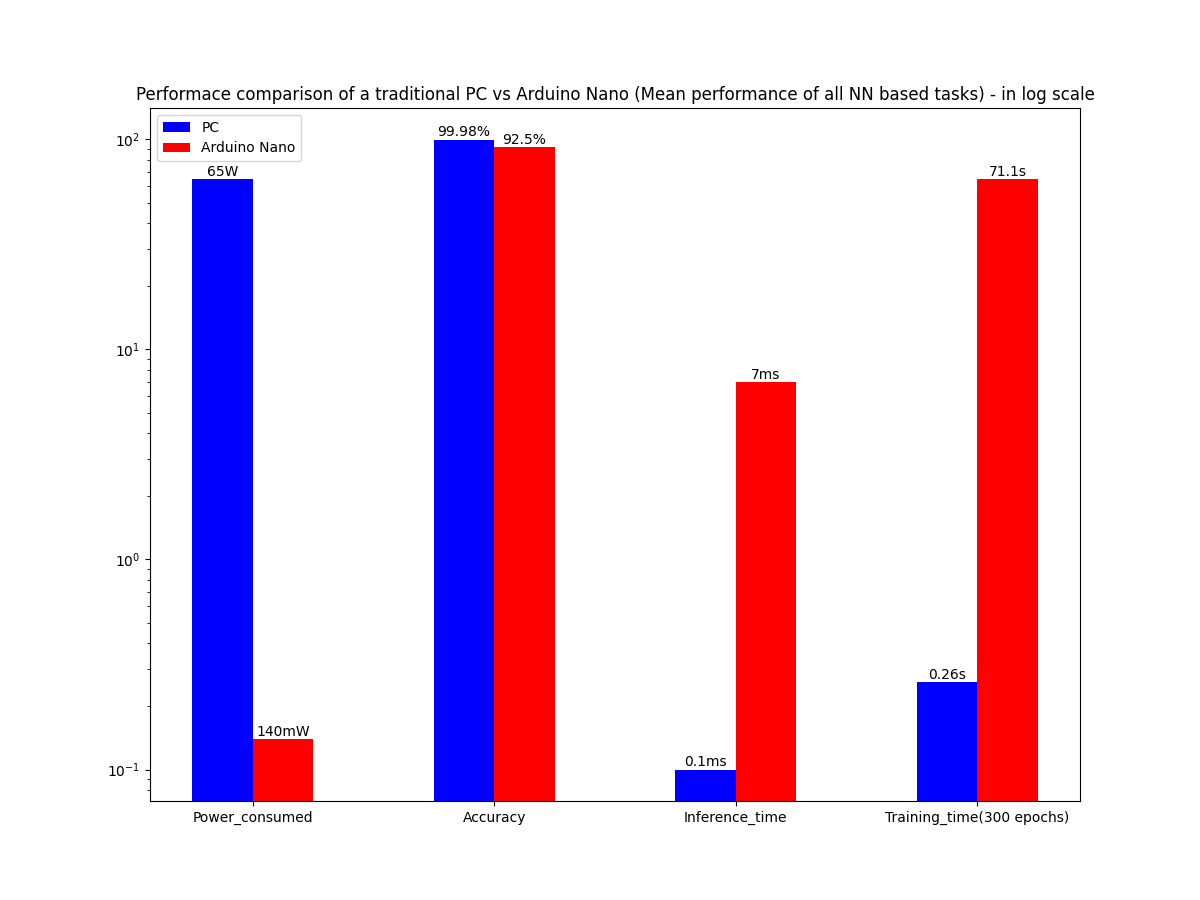 Performace comparison of a traditional PC vs Arduino Nano (Mean performance of all NN based tasks) - in log scale
PC
Arduino Nano
10²
10¹
10⁰
10⁻¹
65W
140mW
99.98%
92.5%
0.1ms
7ms
0.26s
71.1s
Power_consumed
Accuracy
Inference_time
Training_time(300 epochs)